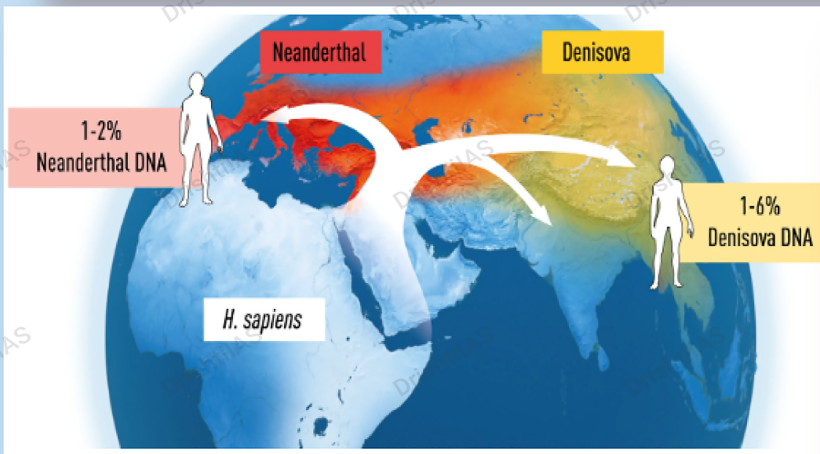 Neanderthal
Denisova
1-2%
Neanderthal DNA
1-6%
Denisova DNA
H. sapiens